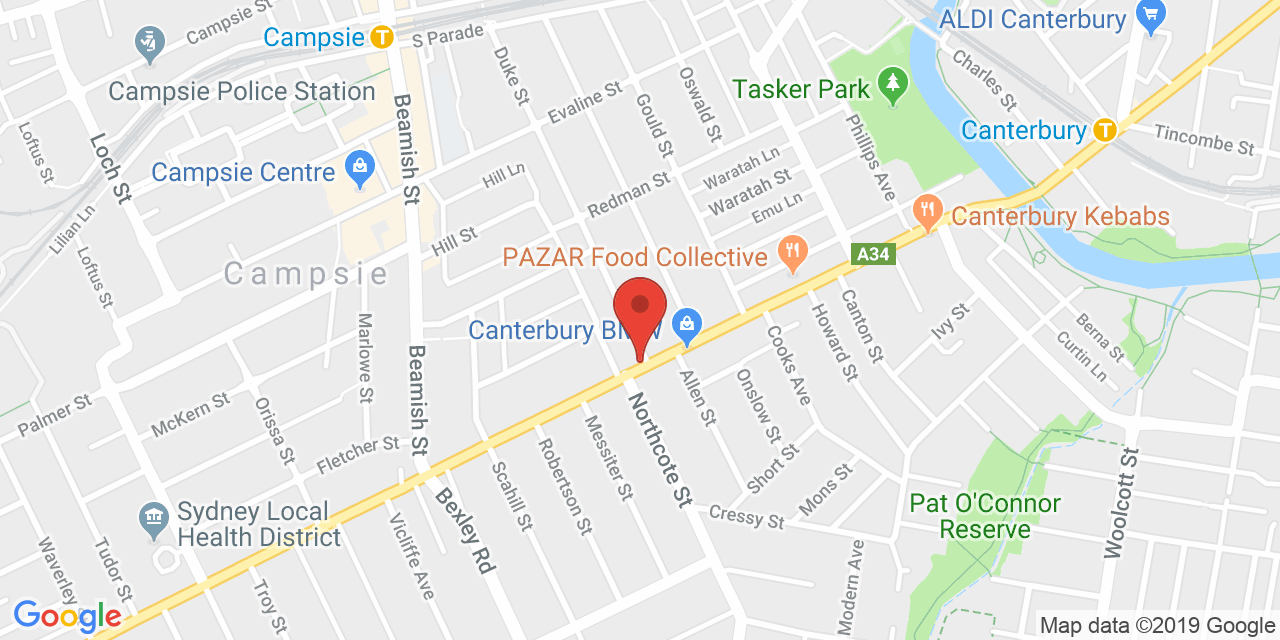 ALDI Canterbury
Campsie St
Campsie
S Parade
Campsie Police Station
Duke St
Evaline St
Oswald St
Gould St
Tasker Park
Charles St
Canterbury
Tincombe St
Loftus St
Loch St
Beamish St
Phillips Ave
Campsie Centre
Hill Ln
Waratah Ln
Redman St
Waratah St
Emu Ln
Lilian Ln
Canterbury Kebabs
Hill St
PAZAR Food Collective
A34
Campsie
Loftus St
Canterbury BMW
Marlowe St
Beamish St
Cooks Ave
Howard St
Canton St
Ivy St
Berna St
Curtin Ln
Palmer St
McKern St
Orissa St
Fletcher St
Allen St
Onslow St
Northcote St
Messiter St
Robertson St
Scahill St
Short St
Mons St
Bexley Rd
Vicliffe Ave
Cressy St
Sydney Local
Health District
Pat O'Connor
Reserve
Woolcott St
Waverley
Tudor St
Troy St
Modern Ave
Google
Map data ©2019 Google